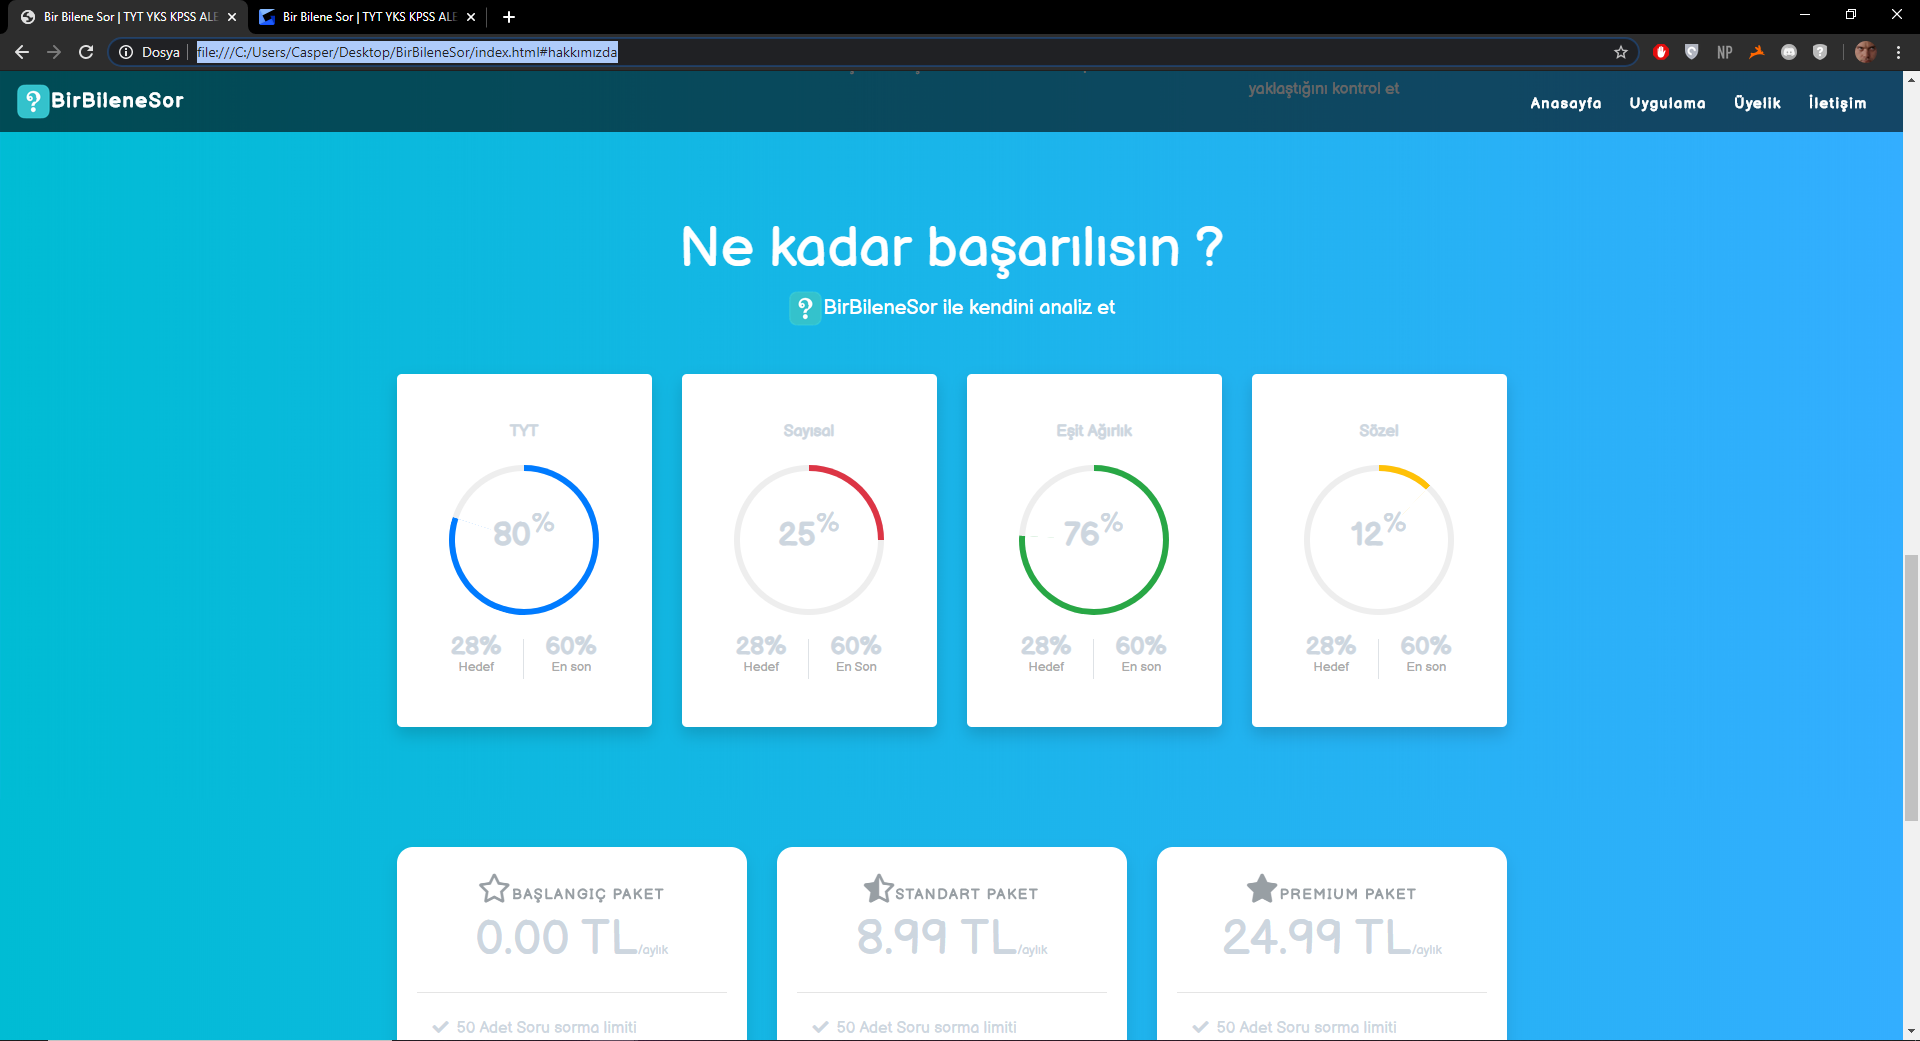 Bir Bilene Sor | TYT YKS KPSS ALE
Bir Bilene Sor | TYT YKS KPSS ALE
Dosya
file:///C:/Users/Casper/Desktop/BirBileneSor/index.html#hakkımızda
NP
yaklaştığını kontrol et
BirBileneSor
Anasayfa Uygulama Üyelik İletişim
Ne kadar başarılısın ?
BirBileneSor ile kendini analiz et
TYT
80%
28% 60%
Hedef En son
Sayısal
25%
28% 60%
Hedef En Son
Eşit Ağırlık
76%
28% 60%
Hedef En son
Sözel
12%
28% 60%
Hedef En son
BAŞLANGIÇ PAKET
0.00 TL/aylık
50 Adet Soru sorma limiti
STANDART PAKET
8.99 TL/aylık
50 Adet Soru sorma limiti
PREMIUM PAKET
24.99 TL/aylık
50 Adet Soru sorma limiti